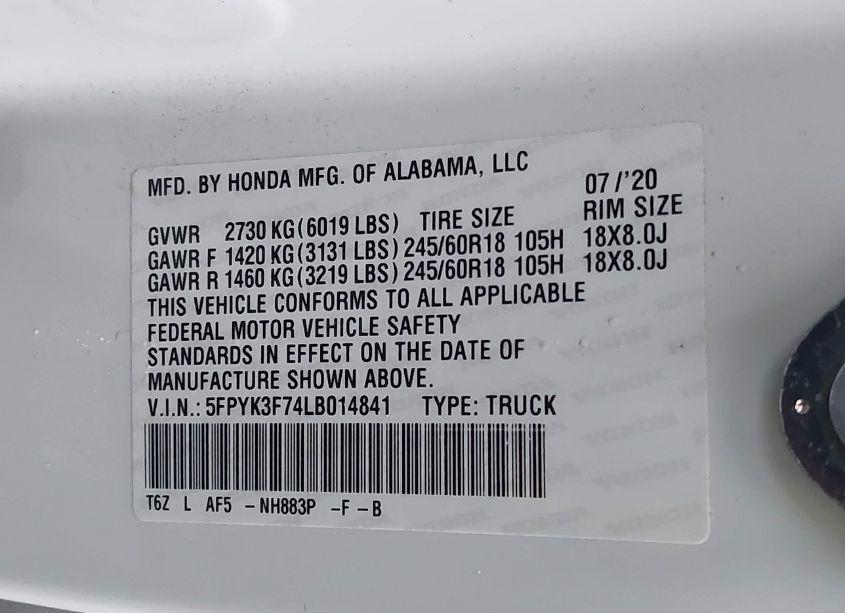 MFD. BY HONDA MFG. OF ALABAMA, LLC 07/'20
GVWR 2730 KG(6019 LBS) TIRE SIZE RIM SIZE
GAWR F 1420 KG(3131 LBS) 245/60R18 105H 18X8.0J
GAWR R 1460 KG(3219 LBS) 245/60R18 105H 18X8.0J
THIS VEHICLE CONFORMS TO ALL APPLICABLE
FEDERAL MOTOR VEHICLE SAFETY
STANDARDS IN EFFECT ON THE DATE OF
MANUFACTURE SHOWN ABOVE.
V.I.N.: 5FPYK3F74LB014841 TYPE: TRUCK
T6Z L AF5 -NH883P -F -B